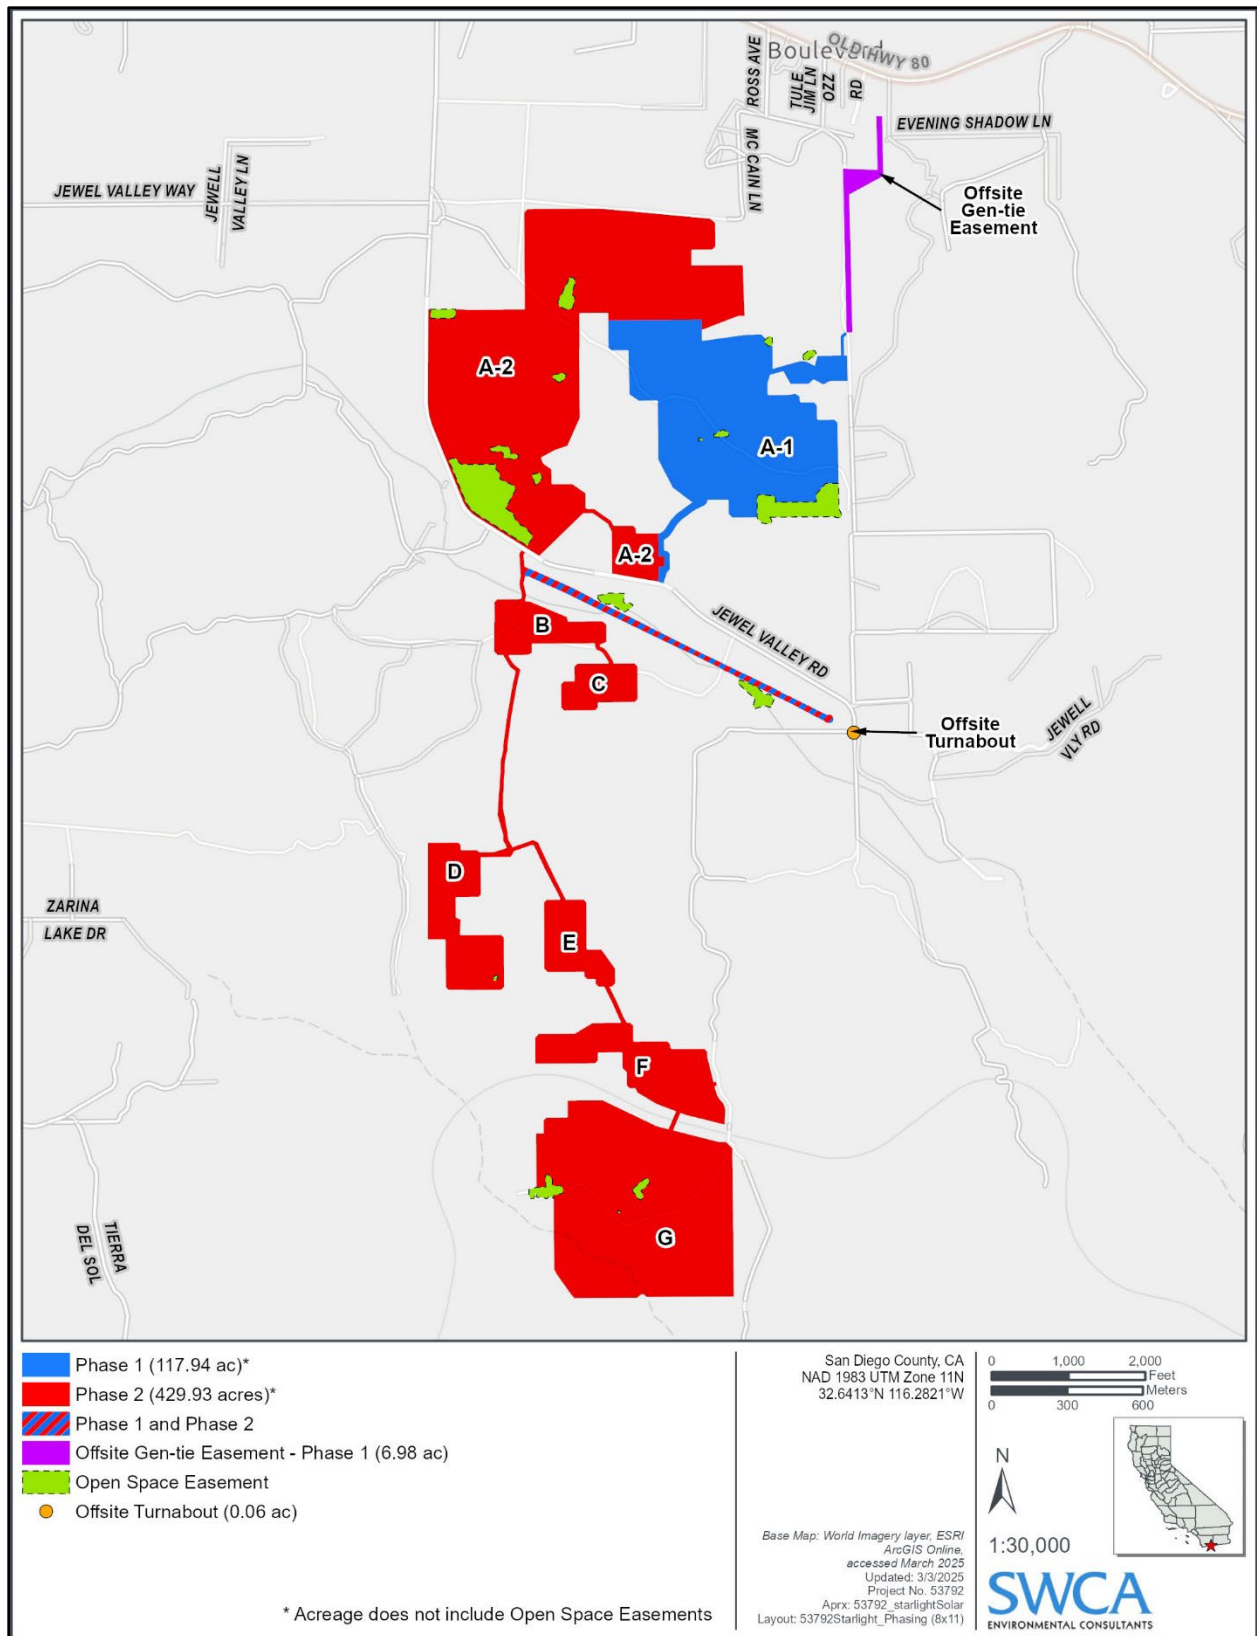 Boulevard
OLD HWY 80
ROSS AVE
TULE
JIM LN
OZZ
RD
EVENING SHADOW LN
MC CAIN LN
JEWELL
VALLEY LN
JEWEL VALLEY WAY
Offsite
Gen-tie
Easement
A-2
A-1
A-2
B
JEWEL VALLEY RD
C
Offsite
Turnabout
JEWELL
VLY RD
D
ZARINA
LAKE DR
E
F
G
TIERRA
DEL SOL
Phase 1 (117.94 ac)*
Phase 2 (429.93 acres)*
Phase 1 and Phase 2
Offsite Gen-tie Easement - Phase 1 (6.98 ac)
Open Space Easement
Offsite Turnabout (0.06 ac)
* Acreage does not include Open Space Easements
San Diego County, CA
NAD 1983 UTM Zone 11N
32.6413°N 116.2821°W
Base Map: World Imagery layer, ESRI
ArcGIS Online,
accessed March 2025
Updated: 3/3/2025
Project No. 53792
Aprx: 53792_starlightSolar
Layout: 53792Starlight_Phasing (8x11)
0 1,000 2,000
Feet
Meters
0 300 600
N
1:30,000
SWCA
ENVIRONMENTAL CONSULTANTS